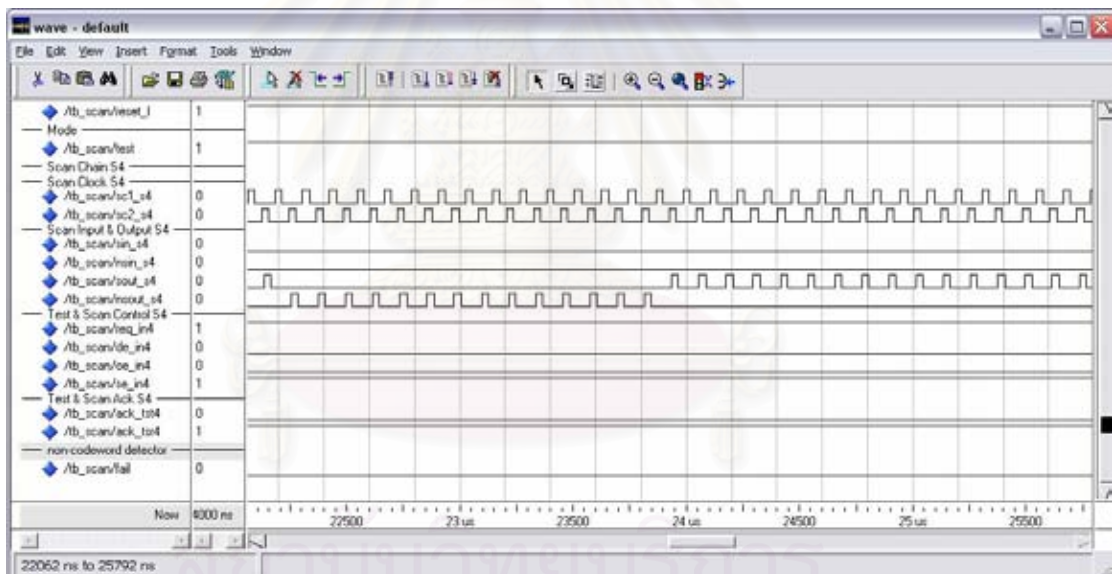 wave - default
File Edit View Insert Format Tools Window
/tb_scan/reset_l 1
Mode
/tb_scan/test 1
Scan Chain S4
Scan Clock S4
/tb_scan/sc1_s4 0
/tb_scan/sc2_s4 0
Scan Input & Output S4
/tb_scan/sin_s4 0
/tb_scan/nsin_s4 0
/tb_scan/sout_s4 0
/tb_scan/nsout_s4 0
Test & Scan Control S4
/tb_scan/req_in4 1
/tb_scan/de_in4 0
/tb_scan/oe_in4 0
/tb_scan/se_in4 1
Test & Scan Ack S4
/tb_scan/ack_tst4 0
1
non-codeword detector
/tb_scan/fail 0
Now 4000 ns
22500 23 us 23500 24 us 24500 25 us 25500
22062 ns to 25792 ns